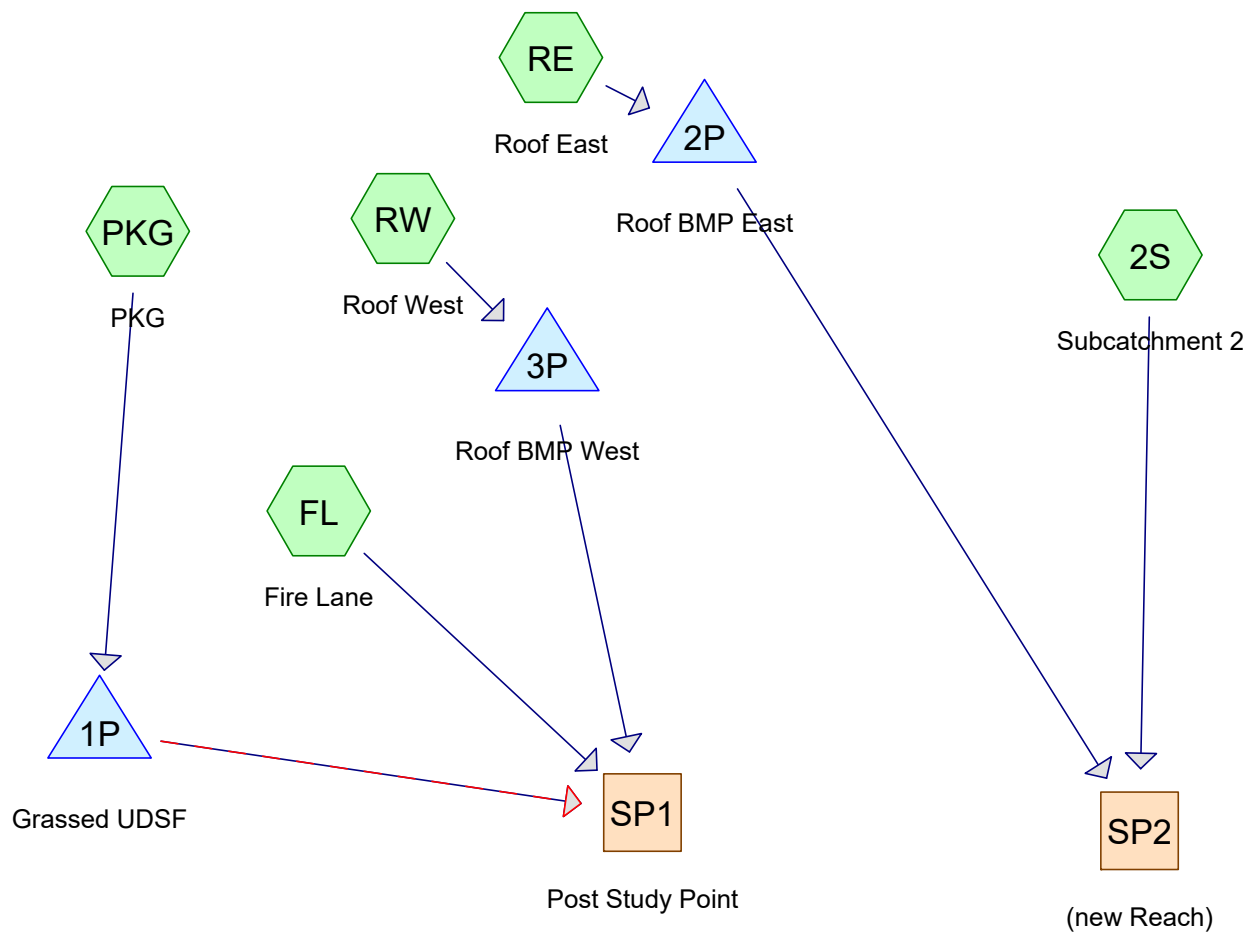 RE
Roof East
2P
Roof BMP East
PKG
PKG
RW
Roof West
2S
Subcatchment 2
3P
Roof BMP West
FL
Fire Lane
1P
Grassed UDSF
SP1
Post Study Point
SP2
(new Reach)